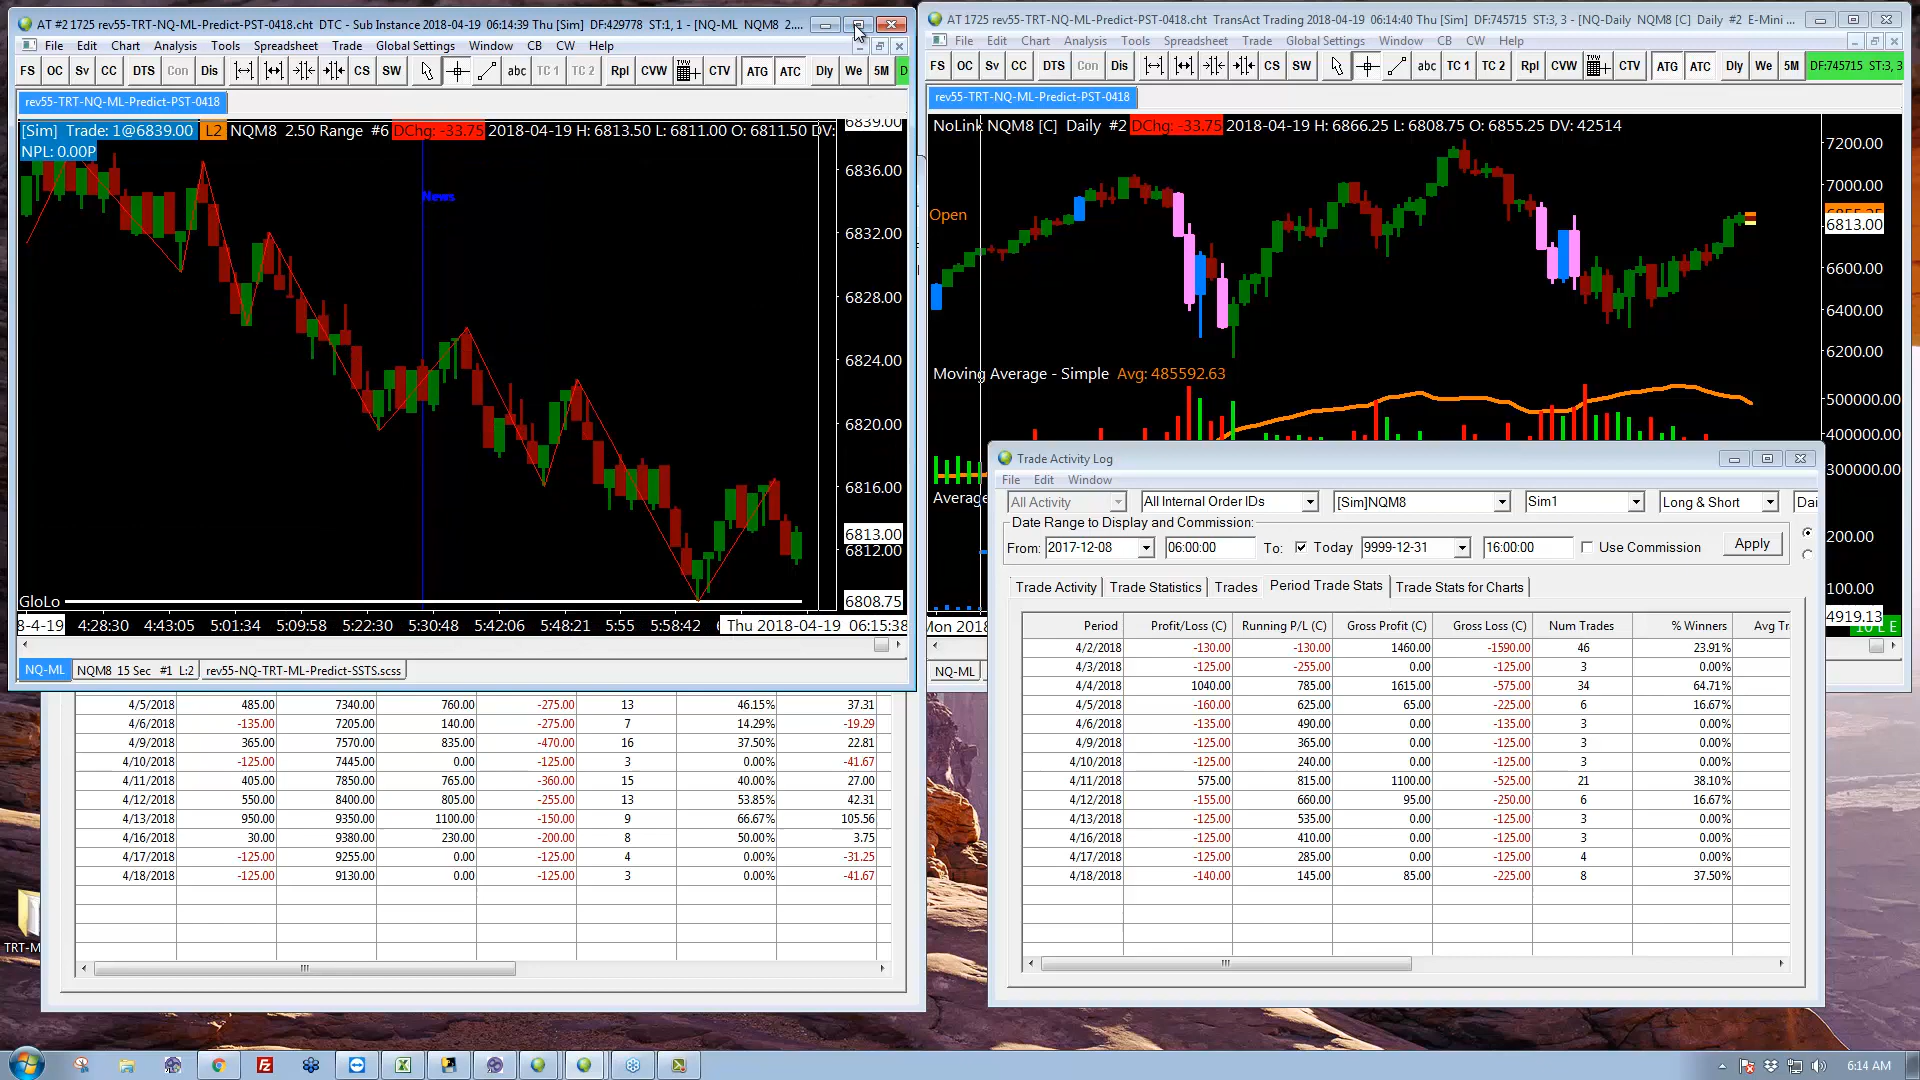 AT #2 1725 rev55-TRT-NQ-ML-Predict-PST-0418.cht DTC - Sub Instance 2018-04-19 06:14:39 Thu [Sim] DF:429778 ST:1, 1 - [NQ-ML NQM8 2....
File Edit Chart Analysis Tools Spreadsheet Trade Global Settings Window CB CW Help
FS OC Sv CC DTS Con Dis CS SW abc TC 1 TC 2 Rpl CVW CTV ATG ATC Dly We 5M D
rev55-TRT-NQ-ML-Predict-PST-0418
[Sim] Trade: 1@6839.00 L2 NQM8 2.50 Range #6 DChg: -33.75 2018-04-19 H: 6813.50 L: 6811.00 O: 6811.50 DV:
NPL: 0.00P
News
6839.00
6836.00
6832.00
6828.00
6824.00
6820.00
6816.00
6813.00
6812.00
6808.75
GloLo
8-4-19 4:28:30 4:43:05 5:01:34 5:09:58 5:22:30 5:30:48 5:42:06 5:48:21 5:55 5:58:42 Thu 2018-04-19 06:15:38
NQ-ML NQM8 15 Sec #1 L:2 rev55-NQ-TRT-ML-Predict-SSTS.scss
4/5/2018 485.00 7340.00 760.00 -275.00 13 46.15% 37.31
4/6/2018 -135.00 7205.00 140.00 -275.00 7 14.29% -19.29
4/9/2018 365.00 7570.00 835.00 -470.00 16 37.50% 22.81
4/10/2018 -125.00 7445.00 0.00 -125.00 3 0.00% -41.67
4/11/2018 405.00 7850.00 765.00 -360.00 15 40.00% 27.00
4/12/2018 550.00 8400.00 805.00 -255.00 13 53.85% 42.31
4/13/2018 950.00 9350.00 1100.00 -150.00 9 66.67% 105.56
4/16/2018 30.00 9380.00 230.00 -200.00 8 50.00% 3.75
4/17/2018 -125.00 9255.00 0.00 -125.00 4 0.00% -31.25
4/18/2018 -125.00 9130.00 0.00 -125.00 3 0.00% -41.67
TRT-M
AT 1725 rev55-TRT-NQ-ML-Predict-PST-0418.cht TransAct Trading 2018-04-19 06:14:40 Thu [Sim] DF:745715 ST:3, 3 - [NQ-Daily NQM8 [C] Daily #2 E-Mini ...
File Edit Chart Analysis Tools Spreadsheet Trade Global Settings Window CB CW Help
FS OC Sv CC DTS Con Dis CS SW abc TC 1 TC 2 Rpl CVW CTV ATG ATC Dly We 5M DF:745715 ST:3, 3
rev55-TRT-NQ-ML-Predict-PST-0418
NoLink NQM8 [C] Daily #2 DChg: -33.75 2018-04-19 H: 6866.25 L: 6808.75 O: 6855.25 DV: 42514
Open
7200.00
7000.00
6855.25
6813.00
6600.00
6400.00
6200.00
Moving Average - Simple Avg: 485592.63
500000.00
400000.00
300000.00
Average
200.00
100.00
4919.13
Mon 2018
NQ-ML
Trade Activity Log
File Edit Window
All Activity All Internal Order IDs [Sim]NQM8 Sim1 Long & Short Dai
Date Range to Display and Commission:
From: 2017-12-08 06:00:00 To: Today 9999-12-31 16:00:00 Use Commission Apply
Trade Activity Trade Statistics Trades Period Trade Stats Trade Stats for Charts
Period Profit/Loss (C) Running P/L (C) Gross Profit (C) Gross Loss (C) Num Trades % Winners Avg Tr
4/2/2018 -130.00 -130.00 1460.00 -1590.00 46 23.91%
4/3/2018 -125.00 -255.00 0.00 -125.00 3 0.00%
4/4/2018 1040.00 785.00 1615.00 -575.00 34 64.71%
4/5/2018 -160.00 625.00 65.00 -225.00 6 16.67%
4/6/2018 -135.00 490.00 0.00 -135.00 3 0.00%
4/9/2018 -125.00 365.00 0.00 -125.00 3 0.00%
4/10/2018 -125.00 240.00 0.00 -125.00 3 0.00%
4/11/2018 575.00 815.00 1100.00 -525.00 21 38.10%
4/12/2018 -155.00 660.00 95.00 -250.00 6 16.67%
4/13/2018 -125.00 535.00 0.00 -125.00 3 0.00%
4/16/2018 -125.00 410.00 0.00 -125.00 3 0.00%
4/17/2018 -125.00 285.00 0.00 -125.00 4 0.00%
4/18/2018 -140.00 145.00 85.00 -225.00 8 37.50%
6:14 AM